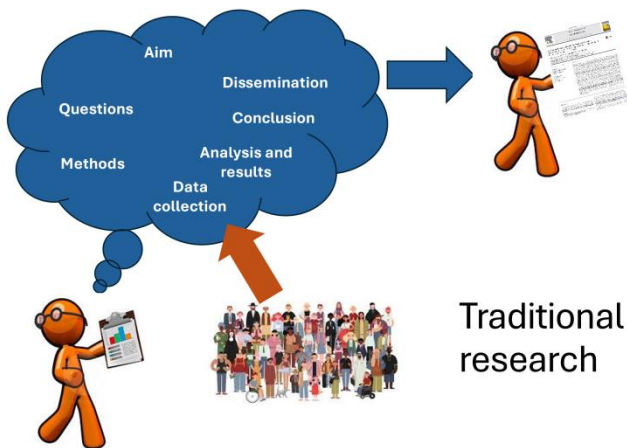 Aim
Dissemination
Questions
Conclusion
Methods
Analysis and
results
Data
collection
Traditional
research